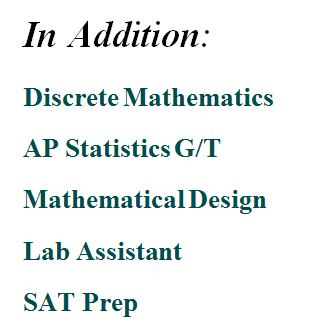 In Addition:
Discrete Mathematics
AP Statistics G/T
Mathematical Design
Lab Assistant
SAT Prep